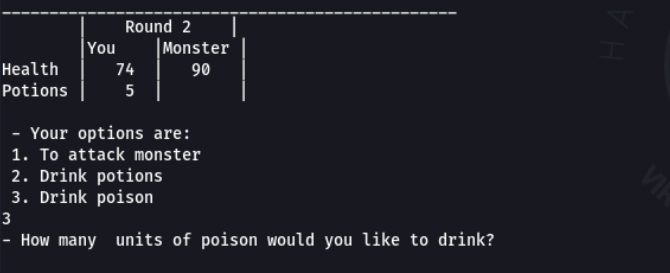 Round 2
You Monster
Health 74 90
Potions 5
- Your options are:
1. To attack monster
2. Drink potions
3. Drink poison
3
- How many  units of poison would you like to drink?